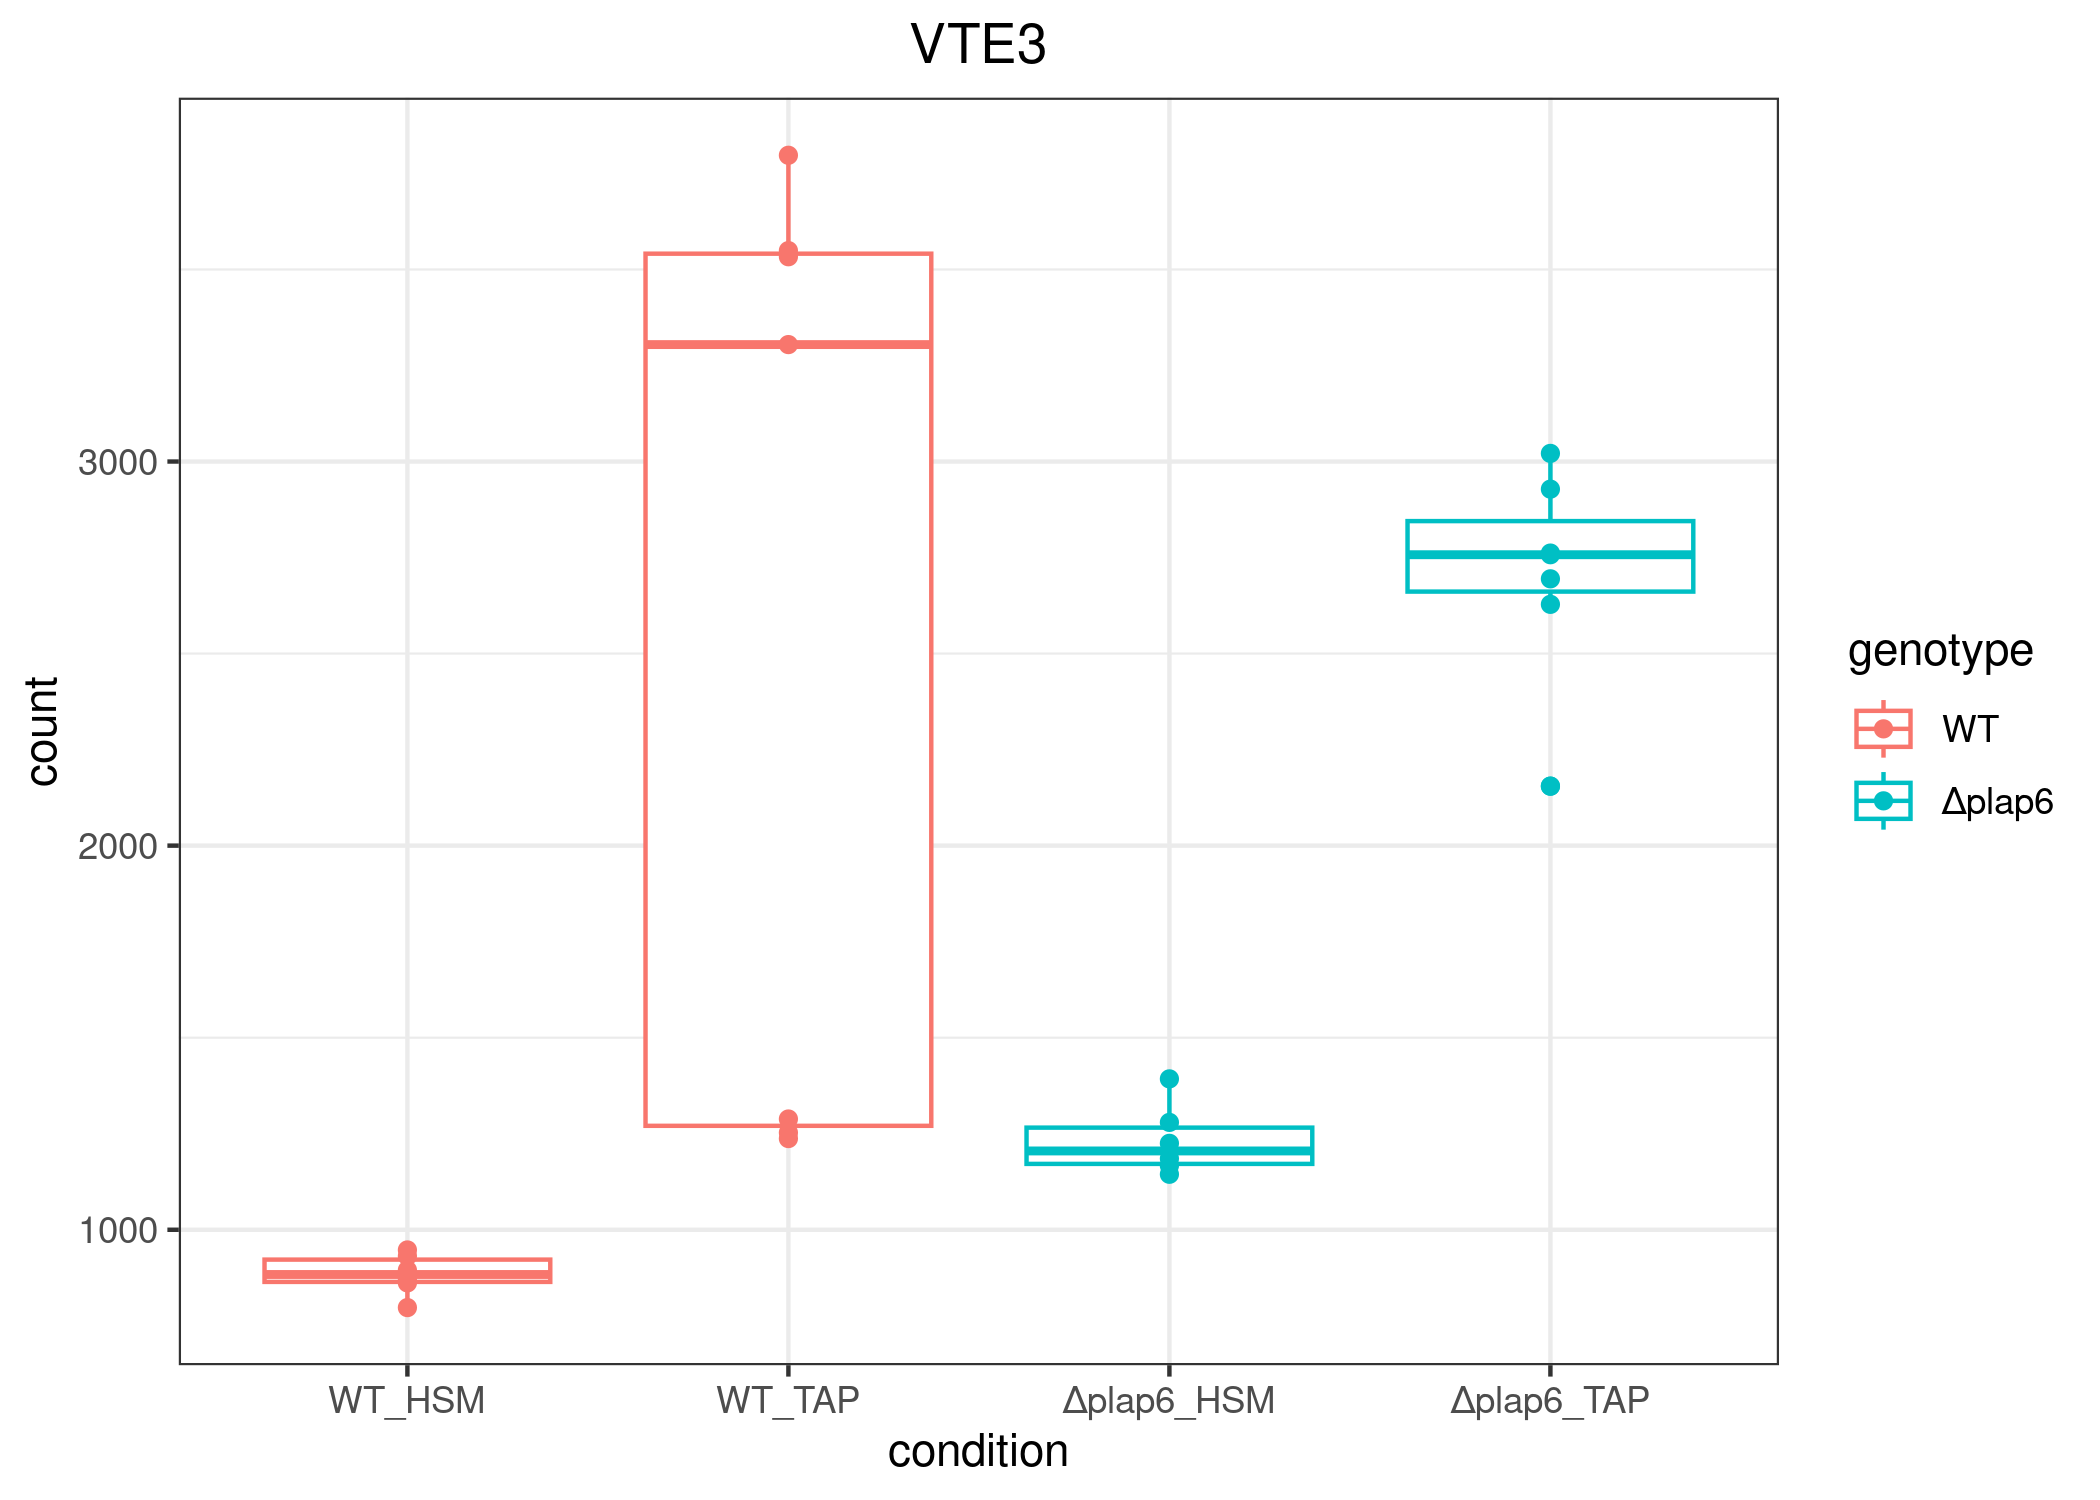 VTE3
count
3000
2000
1000
WT_HSM
WT_TAP
Δplap6_HSM
Δplap6_TAP
condition
genotype
WT
Δplap6